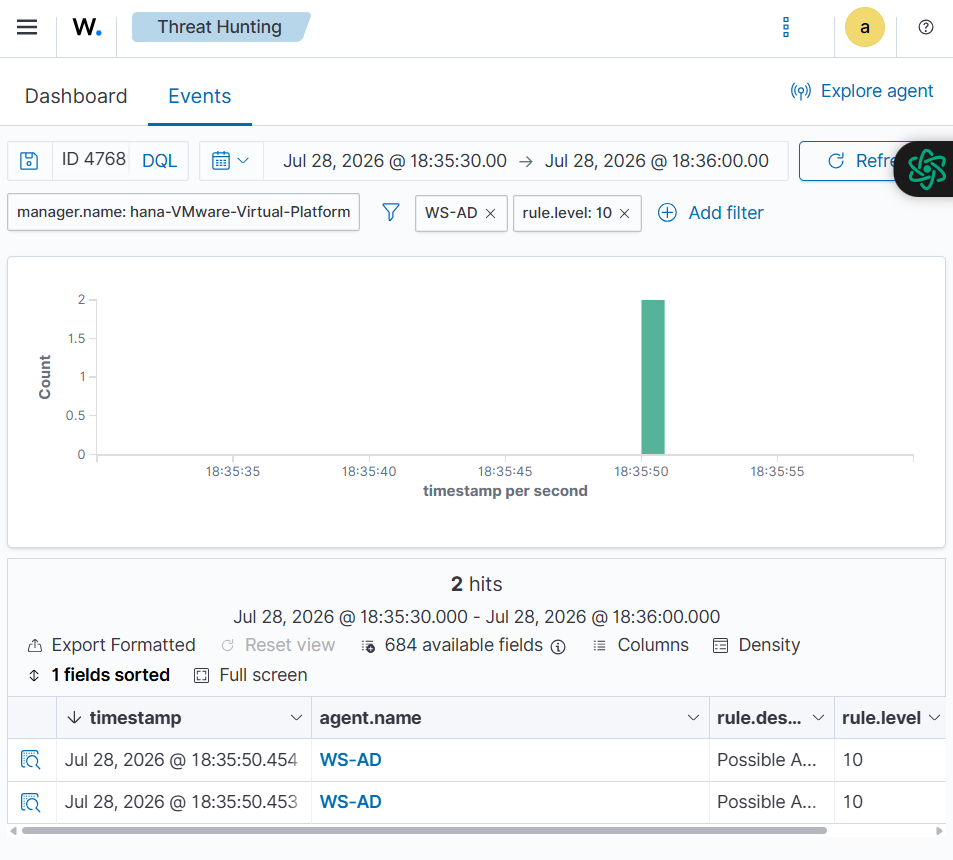 W. Threat Hunting a
Dashboard Events Explore agent
ID 4768 DQL Jul 28, 2026 @ 18:35:30.00 → Jul 28, 2026 @ 18:36:00.00 Refre
manager.name: hana-VMware-Virtual-Platform WS-AD × rule.level: 10 × Add filter
2
1.5
1
0.5
0
Count
18:35:35 18:35:40 18:35:45 18:35:50 18:35:55
timestamp per second
2 hits
Jul 28, 2026 @ 18:35:30.000 - Jul 28, 2026 @ 18:36:00.000
Export Formatted Reset view 684 available fields Columns Density
1 fields sorted Full screen
timestamp agent.name rule.des... rule.level
Jul 28, 2026 @ 18:35:50.454 WS-AD Possible A... 10
Jul 28, 2026 @ 18:35:50.453 WS-AD Possible A... 10